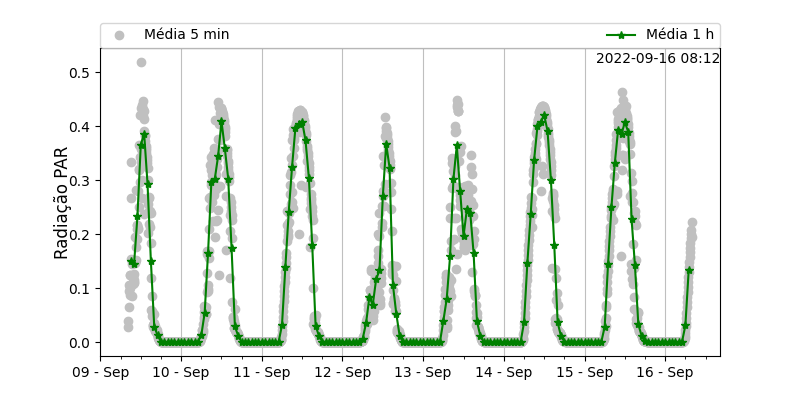 Média 5 min
Média 1 h
2022-09-16 08:12
Radiação PAR
0.5
0.4
0.3
0.2
0.1
0.0
09 - Sep
10 - Sep
11 - Sep
12 - Sep
13 - Sep
14 - Sep
15 - Sep
16 - Sep